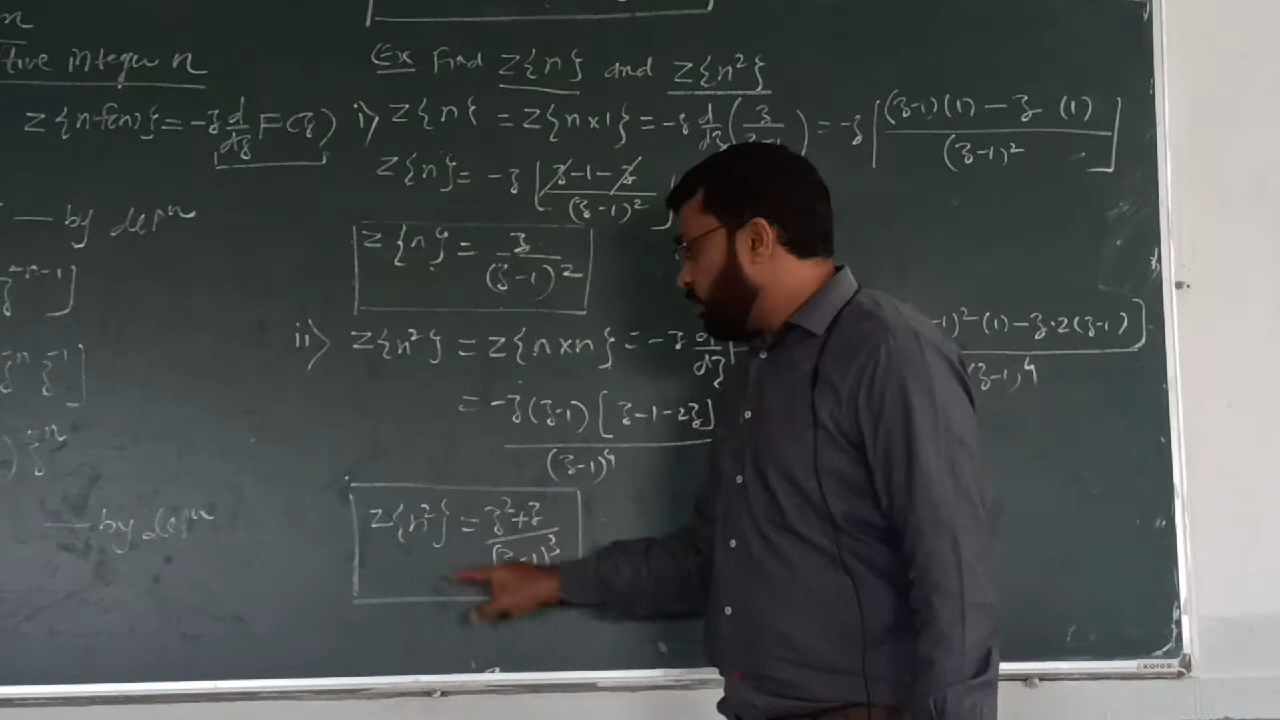 tive integer n
z{n f(n)} = -z d/dz F(z)
— by defⁿ
z^{-n-1}]
z^{-n} z^{-1}]
) z^{-n}
— by defⁿ
Ex Find z{n} and z{n²}
i) z{n} = z{n×1} = -z d/dz (z/z-1) = -z [(z-1)(1) - z (1) / (z-1)²]
z{n} = -z [z-1-z / (z-1)²]
z{n} = z / (z-1)²
ii) z{n²} = z{n×n} = -z d/dz -1)²(1) - z·2(z-1)] / (z-1)⁴
= -z(z-1) [z-1-2z] / (z-1)⁴
z{n²} = z²+z / (z-1)³
KOROS